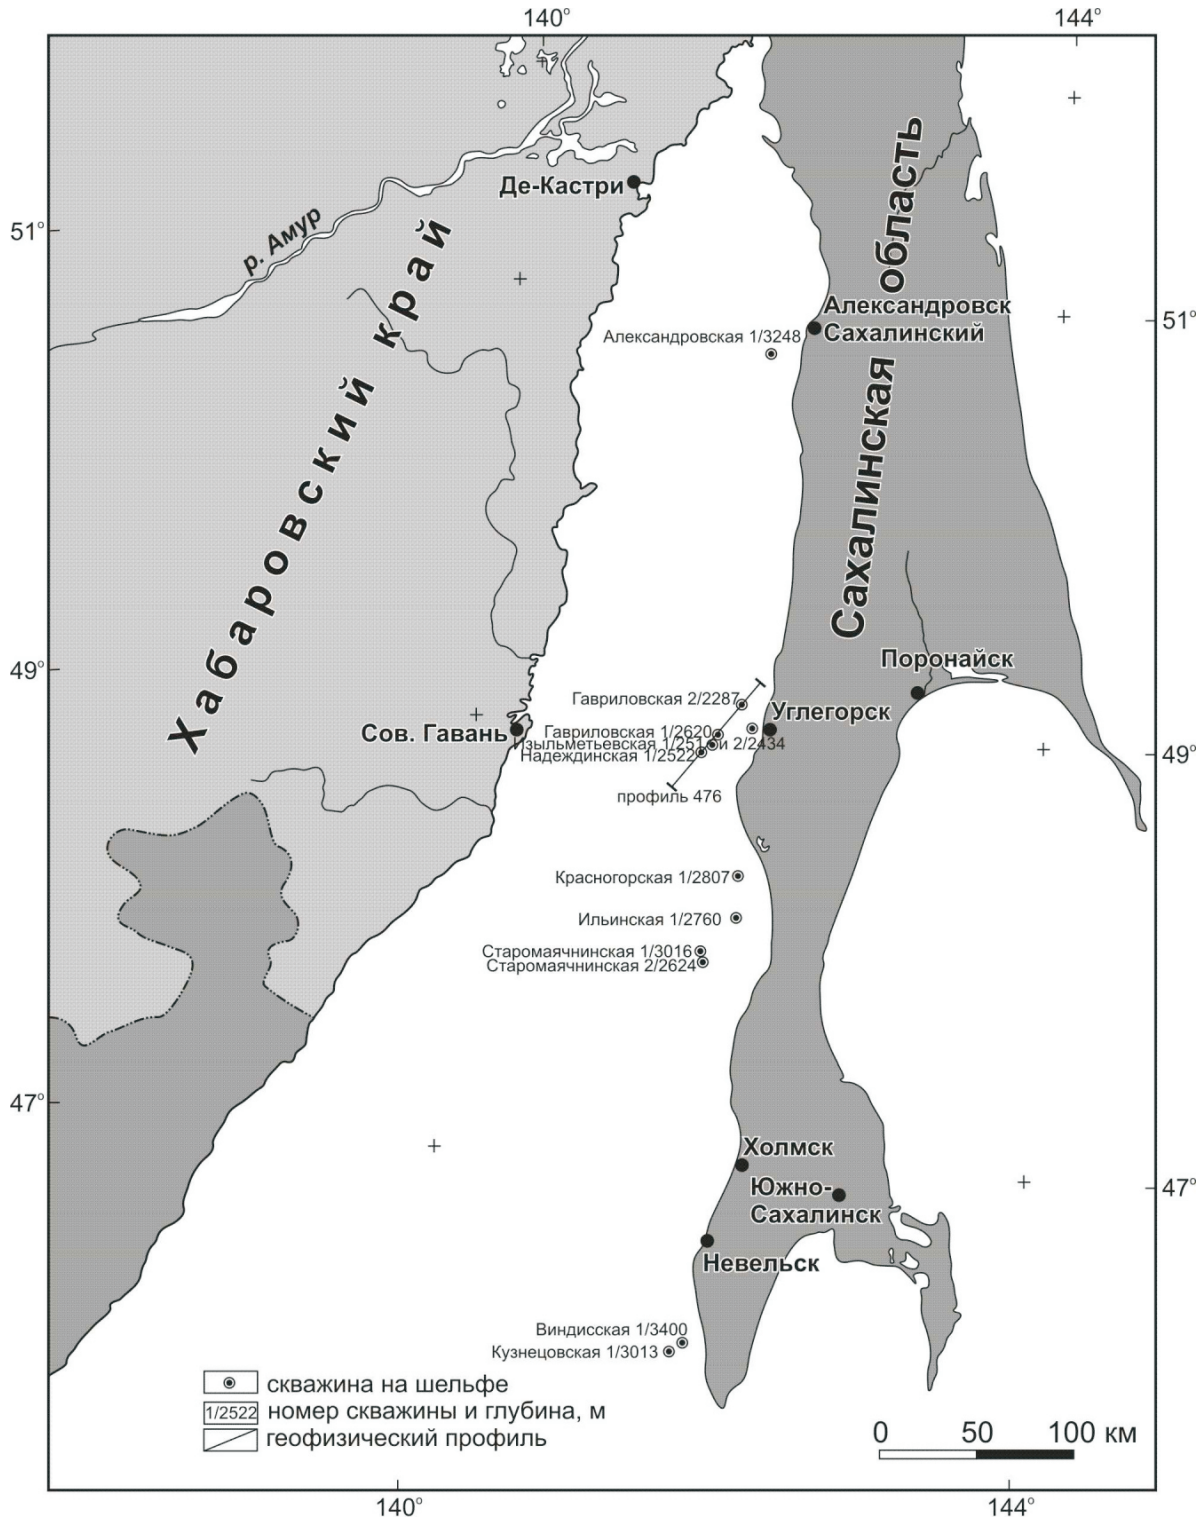 140°
144°
Де-Кастри
51°
р. Амур
Хабаровский край
Сахалинская область
Александровск
Сахалинский
51°
Александровская 1/3248
49°
Поронайск
Гавриловская 2/2287
Углегорск
Гавриловская 1/2620
Сов. Гавань
Изыльметьевская и 2/2434
Надеждинская 1/2522
49°
профиль 476
Красногорская 1/2807
Ильинская 1/2760
Старомаячнинская 1/3016
Старомаячнинская 2/2624
47°
Холмск
Южно-
Сахалинск
47°
Невельск
Виндисская 1/3400
Кузнецовская 1/3013
скважина на шельфе
1/2522 номер скважины и глубина, м
геофизический профиль
0 50 100 км
140°
144°